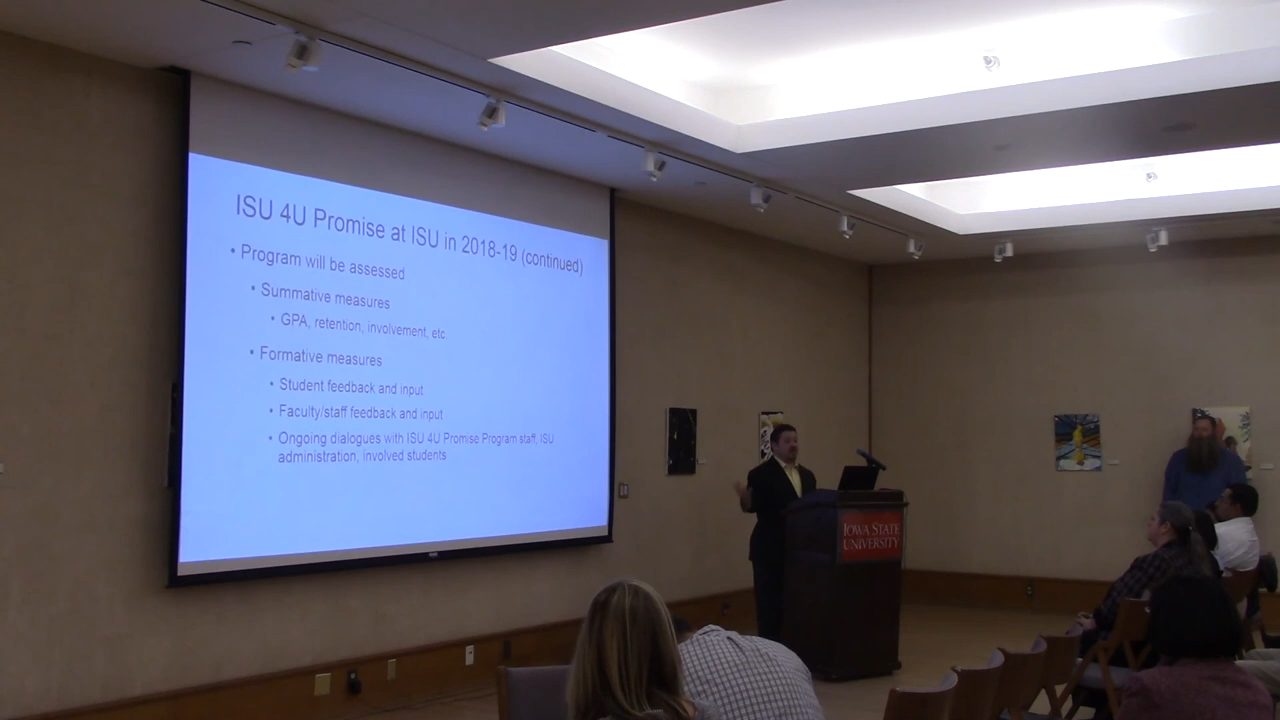 ISU 4U Promise at ISU in 2018-19 (continued)
• Program will be assessed
• Summative measures
• GPA, retention, involvement, etc
• Formative measures
• Student feedback and input
• Faculty/staff feedback and input
• Ongoing dialogues with ISU 4U Promise Program staff, ISU
administration, involved students
IOWA STATE
UNIVERSITY